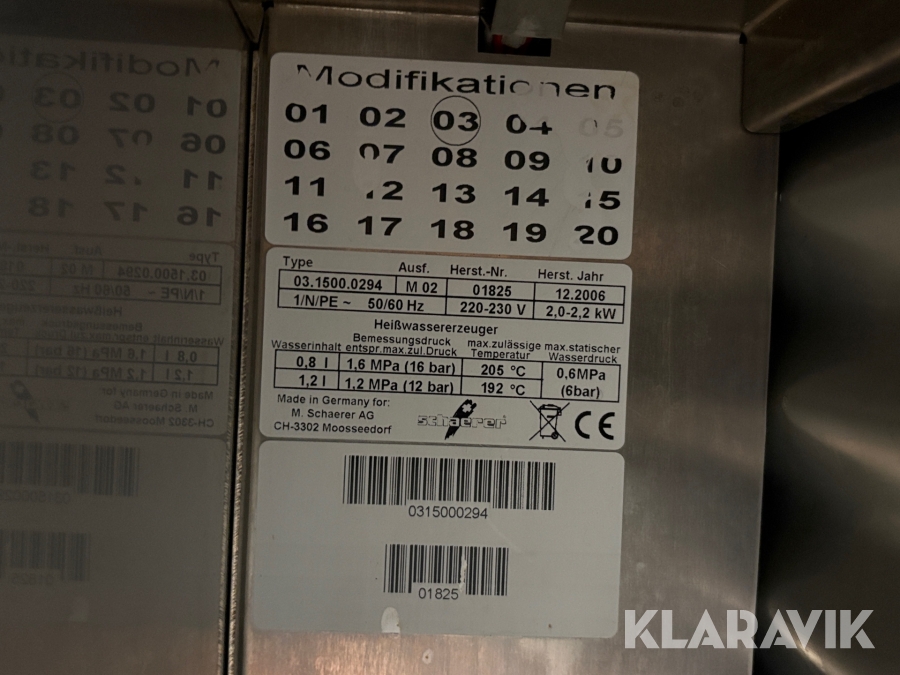 Modifikationen
01 02 03 04 05
06 07 08 09 10
11 12 13 14 15
16 17 18 19 20
Type Ausf. Herst.-Nr. Herst. Jahr
03.1500.0294 M 02 01825 12.2006
1/N/PE ~ 50/60 Hz 220-230 V 2,0-2,2 kW
Heißwassererzeuger
Wasserinhalt Bemessungsdruck entspr.max.zul.Druck max.zulässige Temperatur max.statischer Wasserdruck
0,8 l 1,6 MPa (16 bar) 205 °C 0,6MPa
1,2 l 1,2 MPa (12 bar) 192 °C (6bar)
Made in Germany for:
M. Schaerer AG
CH-3302 Moosseedorf
schaerer
CE
0315000294
01825
KLARAVIK